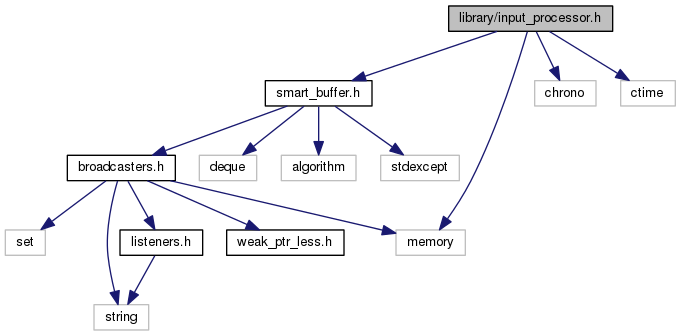 library/input_processor.h
smart_buffer.h
chrono
ctime
broadcasters.h
deque
algorithm
stdexcept
set
listeners.h
weak_ptr_less.h
memory
string